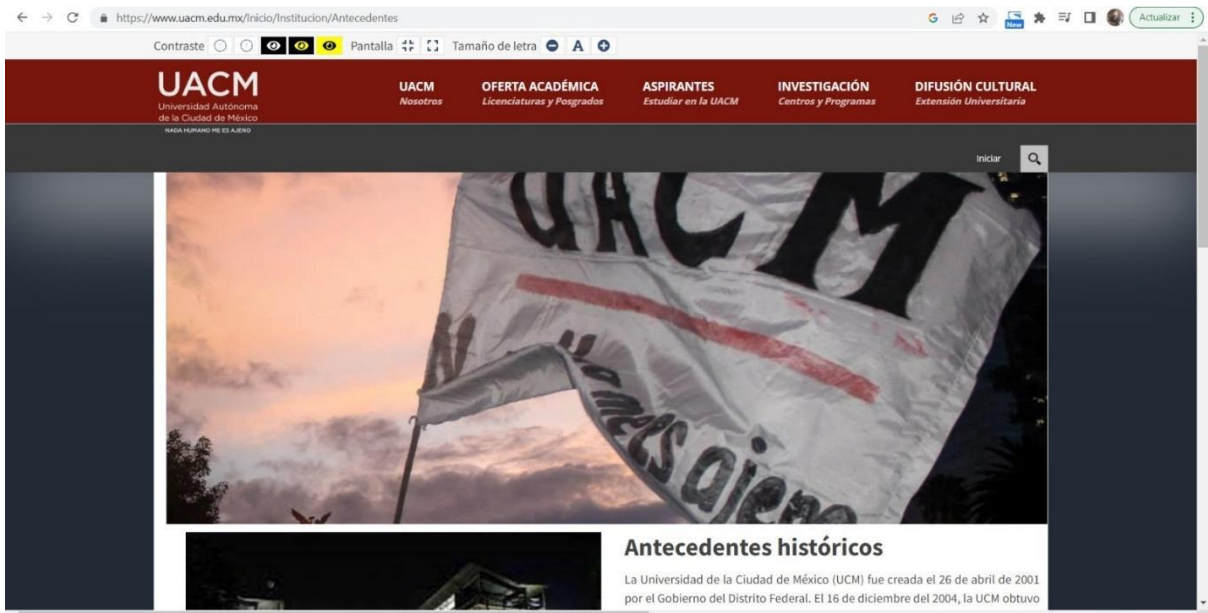 https://www.uacm.edu.mx/Inicio/Institucion/Antecedentes
New
Actualizar
Contraste
Pantalla
Tamaño de letra
A
UACM
Universidad Autónoma
de la Ciudad de México
NADA HUMANO ME ES AJENO
UACM
Nosotros
OFERTA ACADÉMICA
Licenciaturas y Posgrados
ASPIRANTES
Estudiar en la UACM
INVESTIGACIÓN
Centros y Programas
DIFUSIÓN CULTURAL
Extensión Universitaria
Iniciar
UACM
N
me es ajeno
Antecedentes históricos
La Universidad de la Ciudad de México (UCM) fue creada el 26 de abril de 2001
por el Gobierno del Distrito Federal. El 16 de diciembre del 2004, la UCM obtuvo